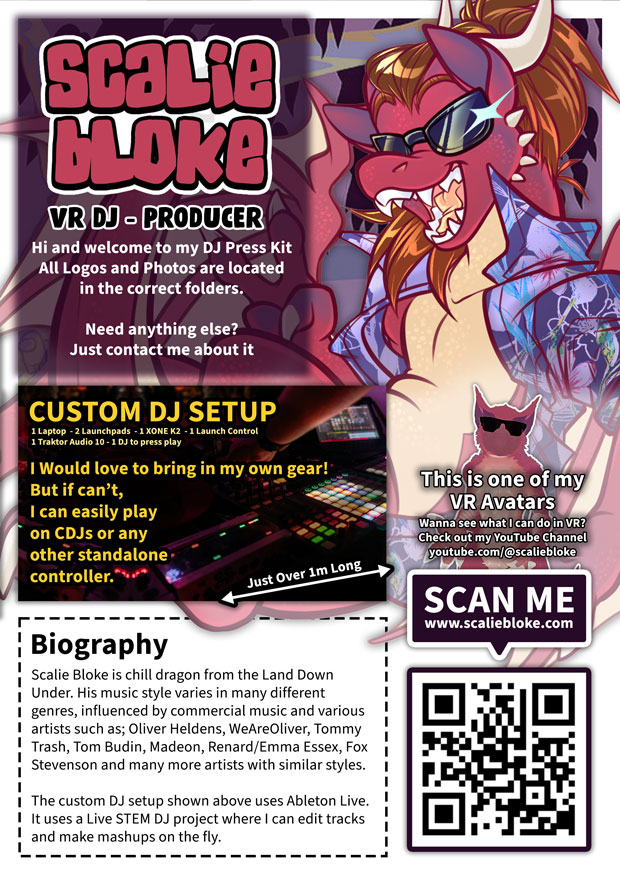 SCALIE
BLOKE
VR DJ - PRODUCER
Hi and welcome to my DJ Press Kit
All Logos and Photos are located
in the correct folders.
Need anything else?
Just contact me about it
CUSTOM DJ SETUP
1 Laptop - 2 Launchpads - 1 XONE K2 - 1 Launch Control
1 Traktor Audio 10 - 1 DJ to press play
I Would love to bring in my own gear!
But if can't,
I can easily play
on CDJs or any
other standalone
controller.
Just Over 1m Long
This is one of my
VR Avatars
Wanna see what I can do in VR?
Check out my YouTube Channel
youtube.com/@scaliebloke
SCAN ME
www.scaliebloke.com
Biography
Scalie Bloke is chill dragon from the Land Down
Under. His music style varies in many different
genres, influenced by commercial music and various
artists such as; Oliver Heldens, WeAreOliver, Tommy
Trash, Tom Budin, Madeon, Renard/Emma Essex, Fox
Stevenson and many more artists with similar styles.
The custom DJ setup shown above uses Ableton Live.
It uses a Live STEM DJ project where I can edit tracks
and make mashups on the fly.